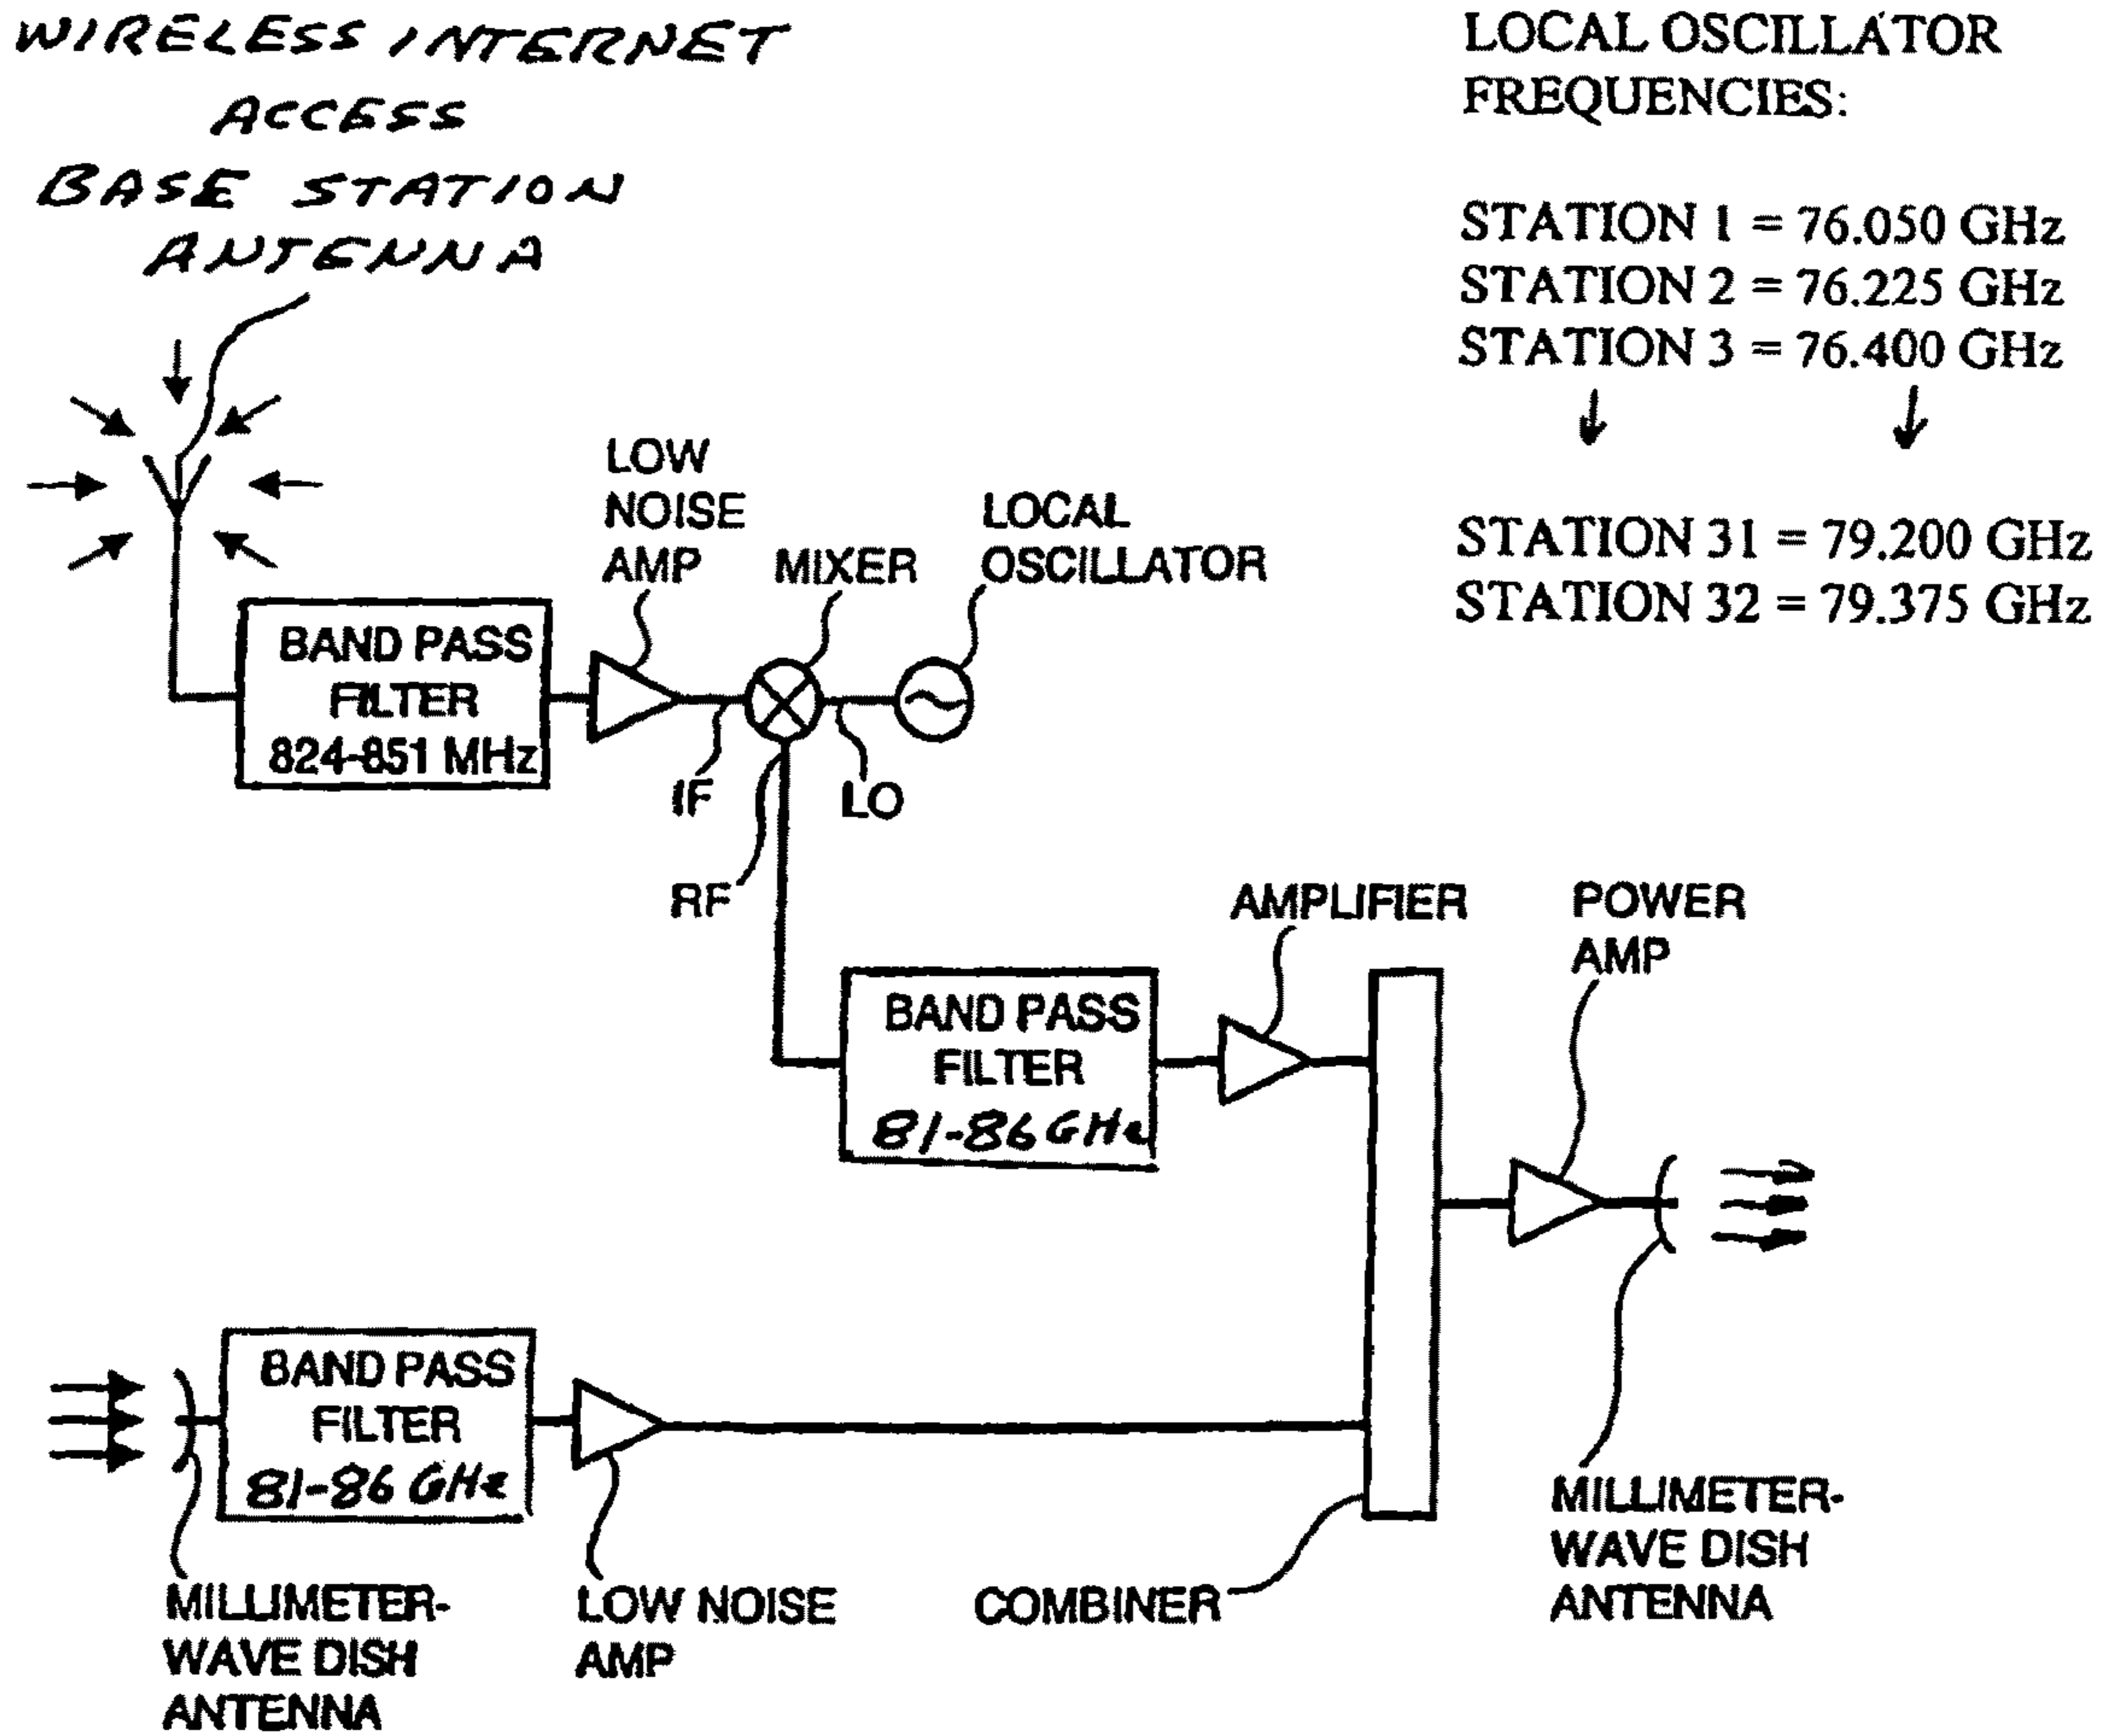 WIRELESS INTERNET
ACCESS
BASE STATION
ANTENNA
LOCAL OSCILLATOR
FREQUENCIES:
STATION 1 = 76.050 GHz
STATION 2 = 76.225 GHz
STATION 3 = 76.400 GHz
STATION 31 = 79.200 GHz
STATION 32 = 79.375 GHz
LOW
NOISE
AMP
MIXER
LOCAL
OSCILLATOR
BAND PASS
FILTER
824-851 MHz
IF
LO
RF
AMPLIFIER
POWER
AMP
BAND PASS
FILTER
81-86 GHz
BAND PASS
FILTER
81-86 GHz
MILLIMETER-
WAVE DISH
ANTENNA
LOW NOISE
AMP
COMBINER
MILLIMETER-
WAVE DISH
ANTENNA